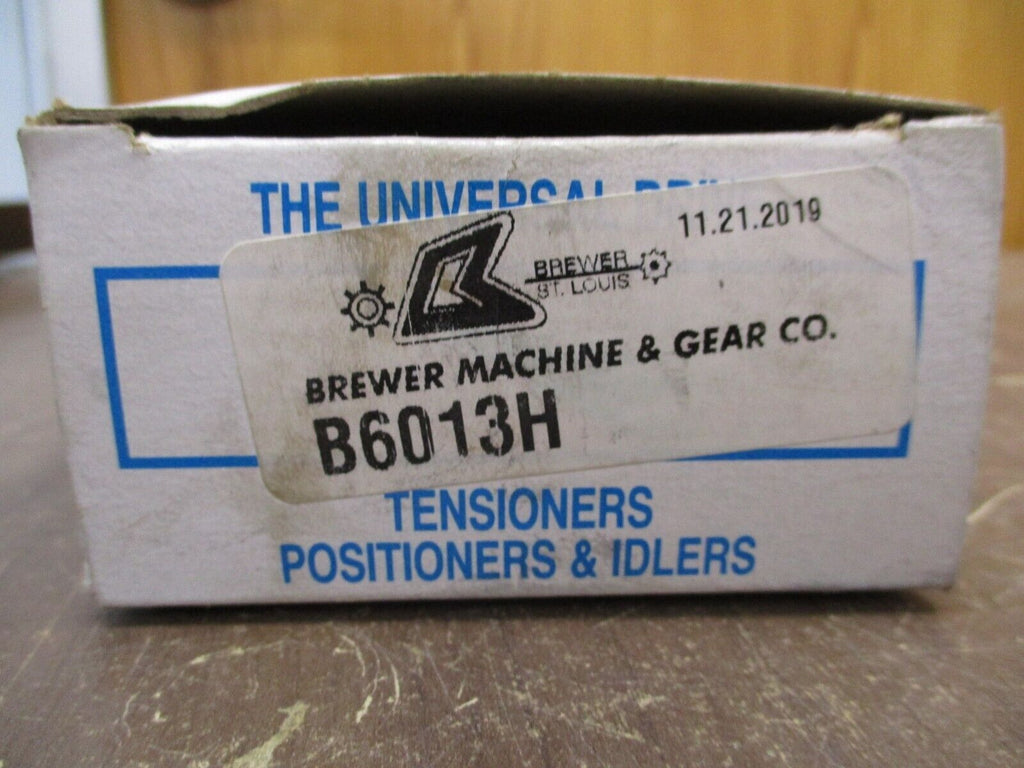 THE UNIVERSAL
11.21.2019
BREWER
ST. LOUIS
BREWER MACHINE & GEAR CO.
B6013H
TENSIONERS
POSITIONERS & IDLERS